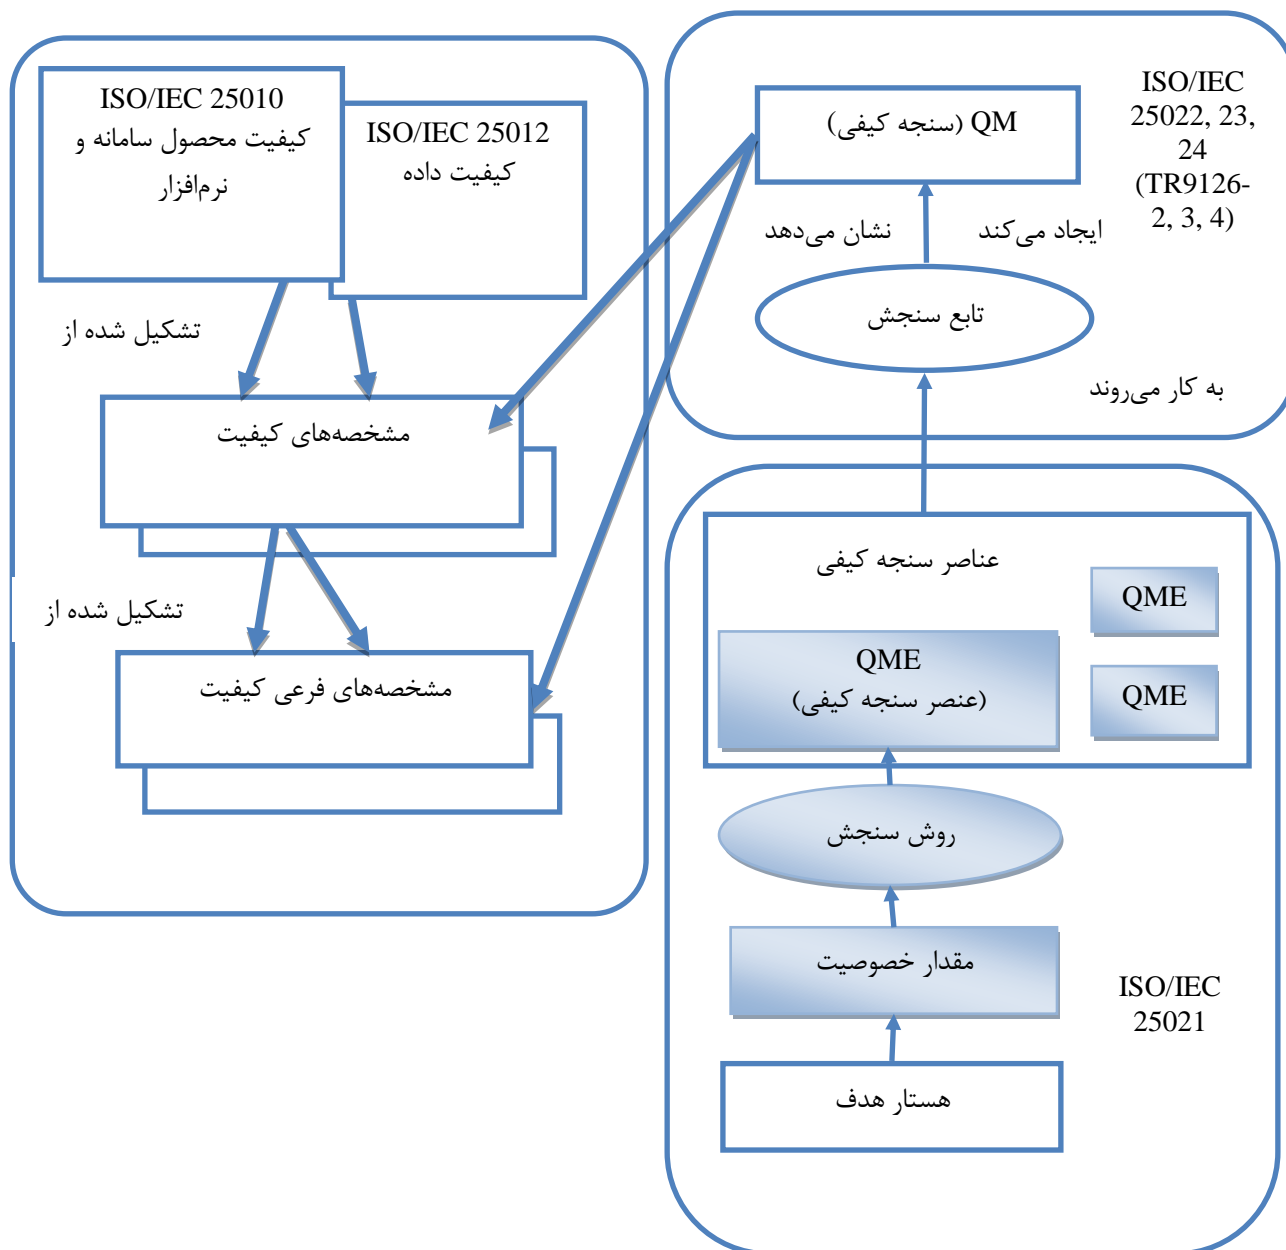 ISO/IEC 25010
کیفیت محصول سامانه و
نرم‌افزار
ISO/IEC 25012
کیفیت داده
تشکیل شده از
مشخصه‌های کیفیت
تشکیل شده از
مشخصه‌های فرعی کیفیت
QM (سنجه کیفی)
ISO/IEC
25022, 23,
24
(TR9126-
2, 3, 4)
نشان می‌دهد
ایجاد می‌کند
تابع سنجش
به کار می‌روند
عناصر سنجه کیفی
QME
QME
(عنصر سنجه کیفی)
QME
روش سنجش
مقدار خصوصیت
ISO/IEC
25021
هستار هدف